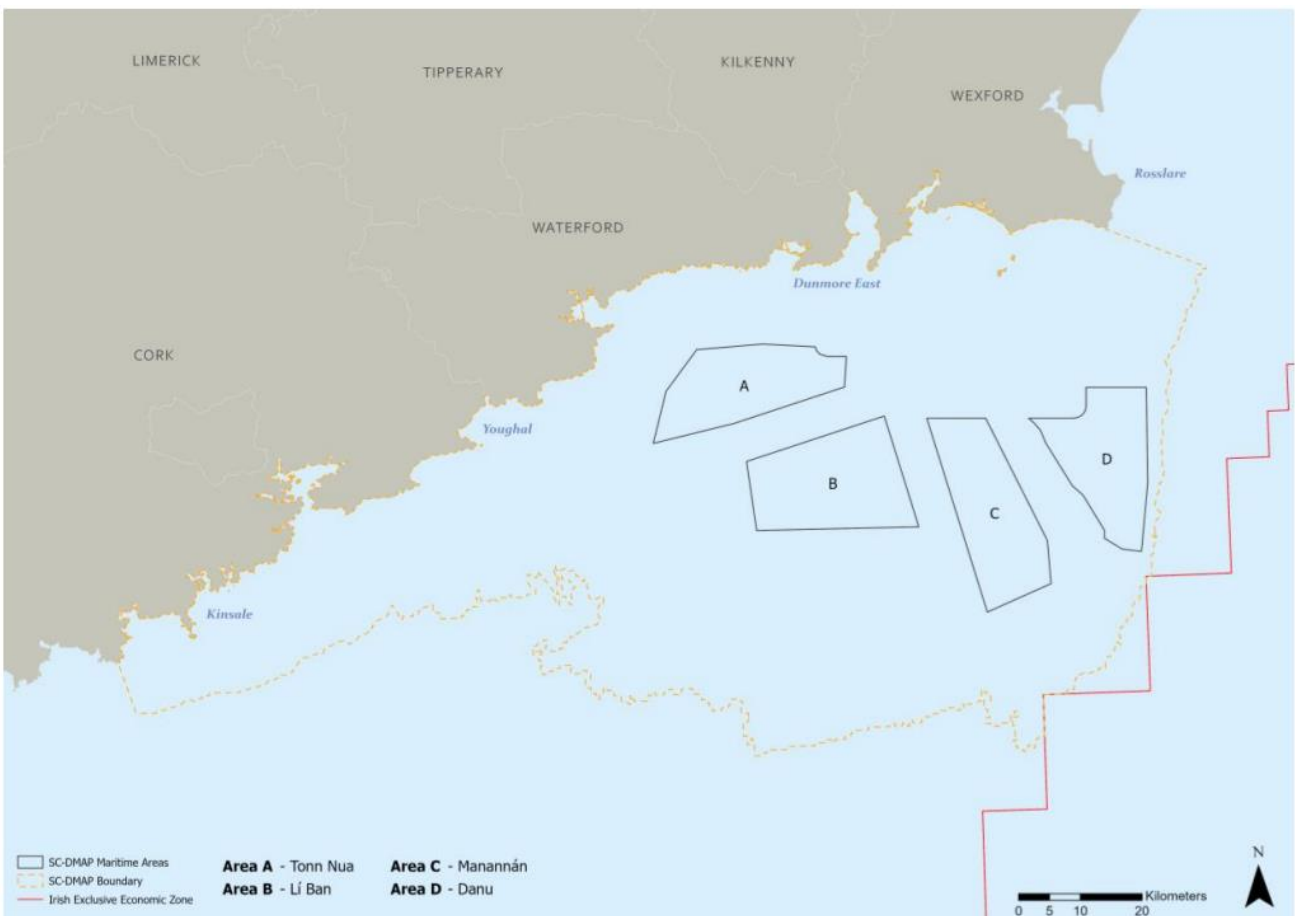 LIMERICK
TIPPERARY
KILKENNY
WEXFORD
Rosslare
WATERFORD
Dunmore East
CORK
A
Youghal
B
C
D
Kinsale
SC-DMAP Maritime Areas
SC-DMAP Boundary
Irish Exclusive Economic Zone
Area A - Tonn Nua
Area B - Lí Ban
Area C - Manannán
Area D - Danu
N
Kilometers
0 5 10 20